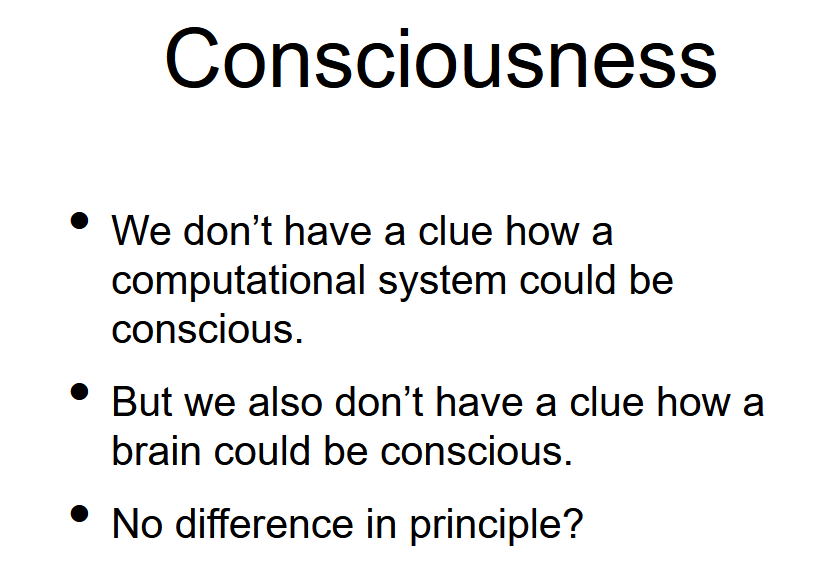 Consciousness
• We don’t have a clue how a
computational system could be
conscious.
• But we also don’t have a clue how a
brain could be conscious.
• No difference in principle?